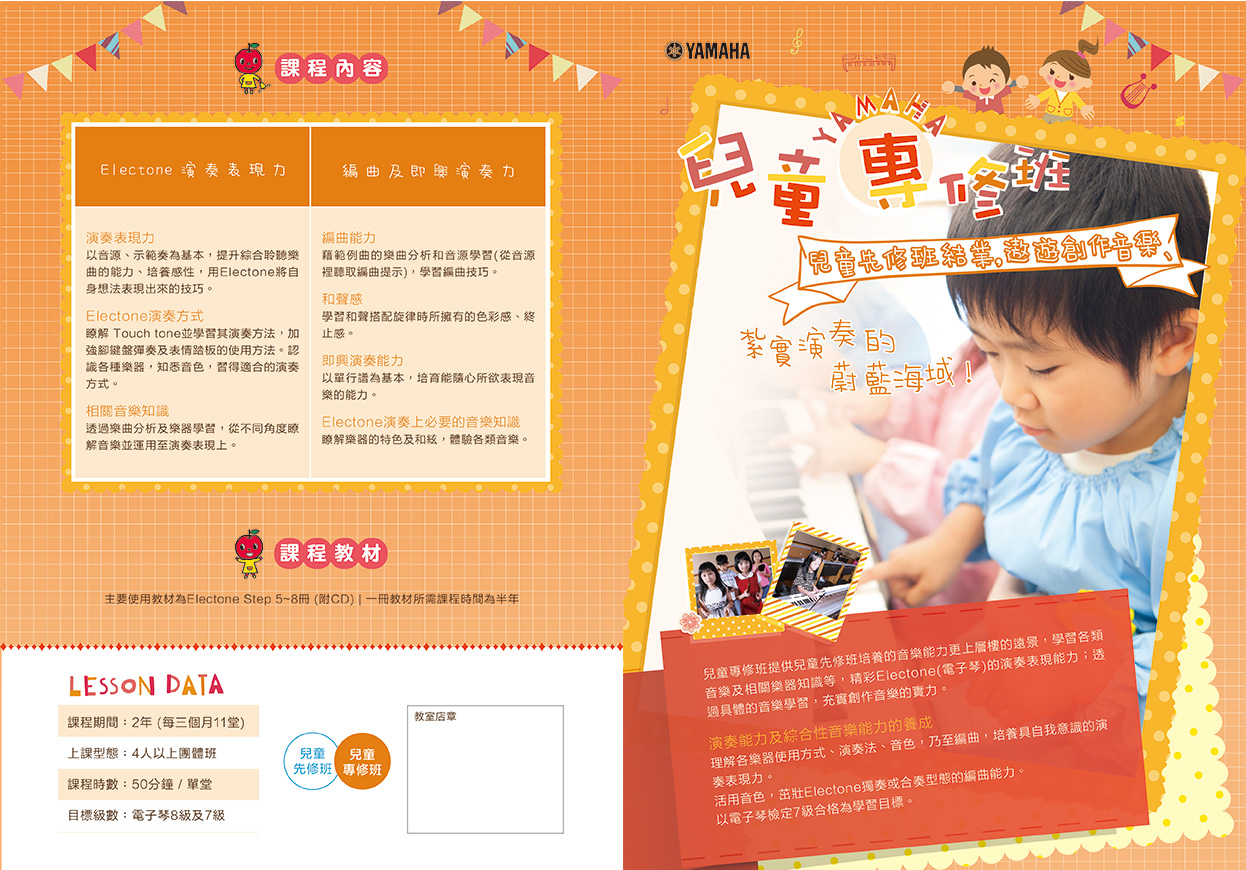 課程內容
Electone 演奏表現力
編曲及即興演奏力
演奏表現力
以音源、示範奏為基本，提升綜合聆聽樂
曲的能力、培養感性，用Electone將自
身想法表現出來的技巧。
Electone演奏方式
瞭解 Touch tone並學習其演奏方法，加
強腳鍵盤彈奏及表情踏板的使用方法。認
識各種樂器，知悉音色，習得適合的演奏
方式。
相關音樂知識
透過樂曲分析及樂器學習，從不同角度瞭
解音樂並運用至演奏表現上。
編曲能力
藉範例曲的樂曲分析和音源學習(從音源
裡聽取編曲提示)，學習編曲技巧。
和聲感
學習和聲搭配旋律時所擁有的色彩感、終
止感。
即興演奏能力
以單行譜為基本，培育能隨心所欲表現音
樂的能力。
Electone演奏上必要的音樂知識
瞭解樂器的特色及和絃，體驗各類音樂。
課程教材
主要使用教材為Electone Step 5~8冊 (附CD) | 一冊教材所需課程時間為半年
LESSON DATA
課程期間：2年 (每三個月11堂)
上課型態：4人以上團體班
課程時數：50分鐘 / 單堂
目標級數：電子琴8級及7級
兒童
先修班
兒童
專修班
教室店章
YAMAHA
YAMAHA
兒童專修班
兒童先修班結業,遨遊創作音樂、
紮實演奏的
蔚藍海域！
兒童專修班提供兒童先修班培養的音樂能力更上層樓的遠景，學習各類
音樂及相關樂器知識等，精彩Electone(電子琴)的演奏表現能力；透
過具體的音樂學習，充實創作音樂的實力。
演奏能力及綜合性音樂能力的養成
理解各樂器使用方式、演奏法、音色，乃至編曲，培養具自我意識的演
奏表現力。
活用音色，茁壯Electone獨奏或合奏型態的編曲能力。
以電子琴檢定7級合格為學習目標。